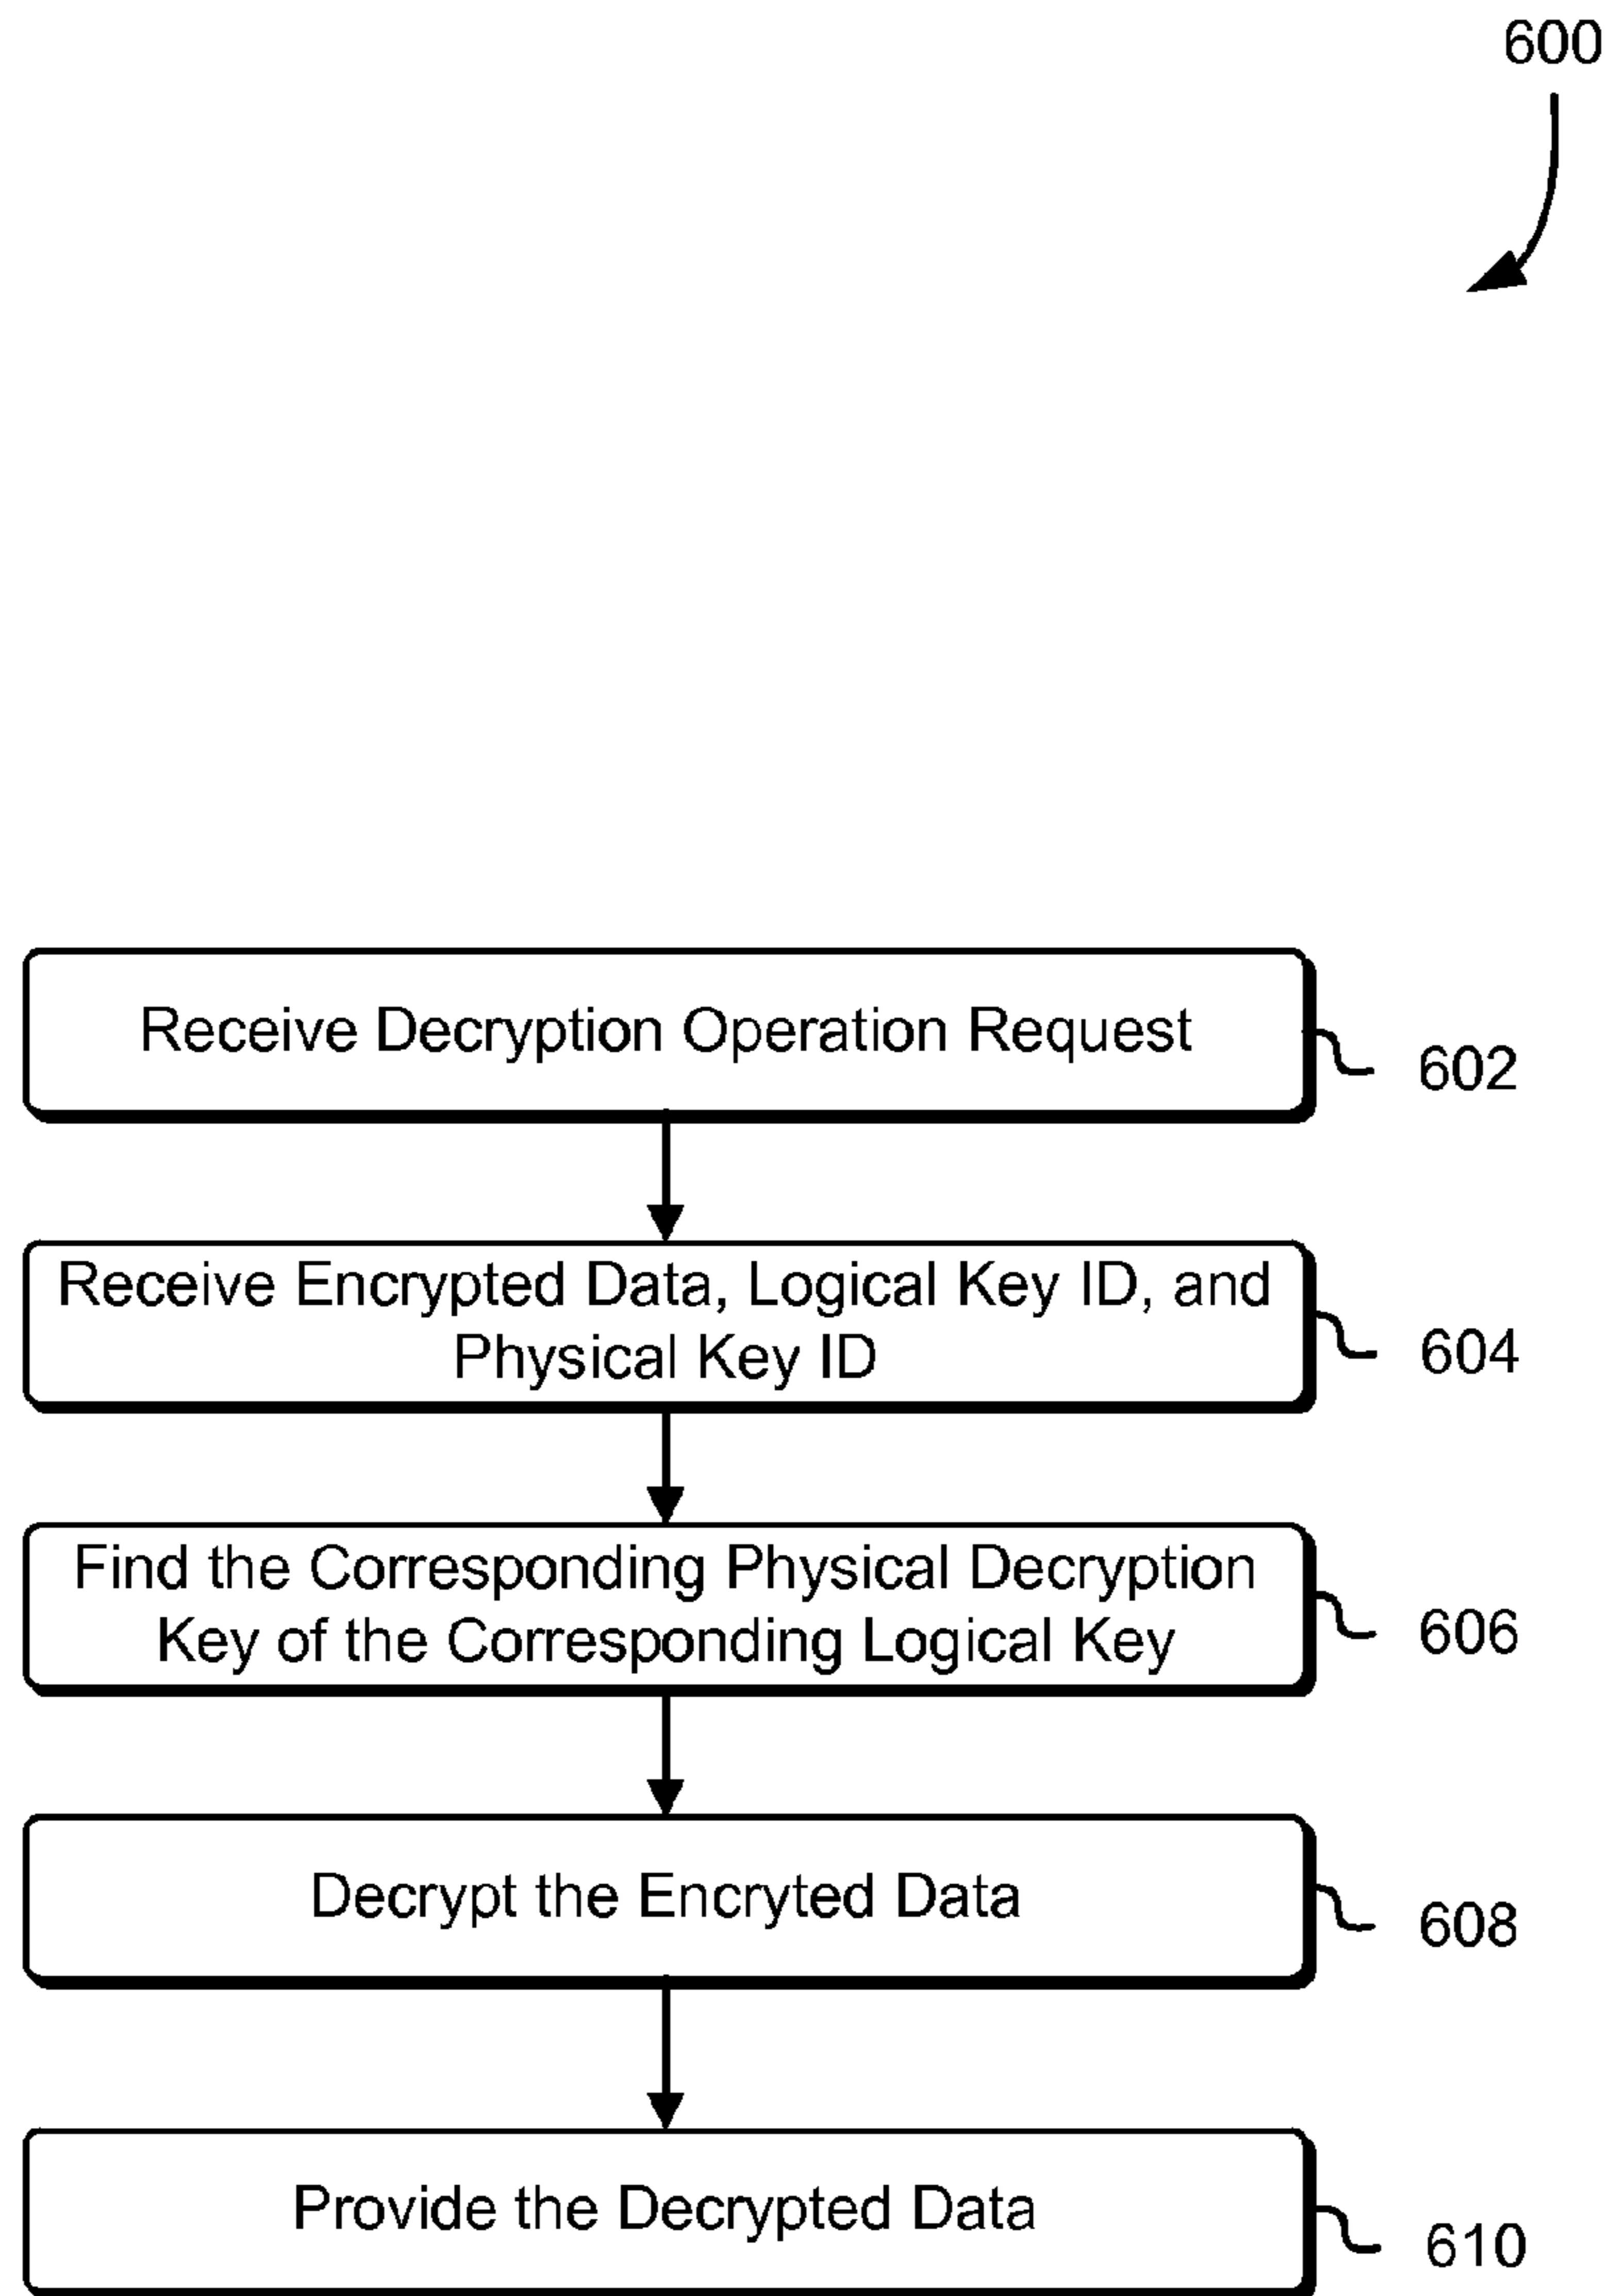 600
Receive Decryption Operation Request
602
Receive Encrypted Data, Logical Key ID, and
Physical Key ID
604
Find the Corresponding Physical Decryption
Key of the Corresponding Logical Key
606
Decrypt the Encryted Data
608
Provide the Decrypted Data
610